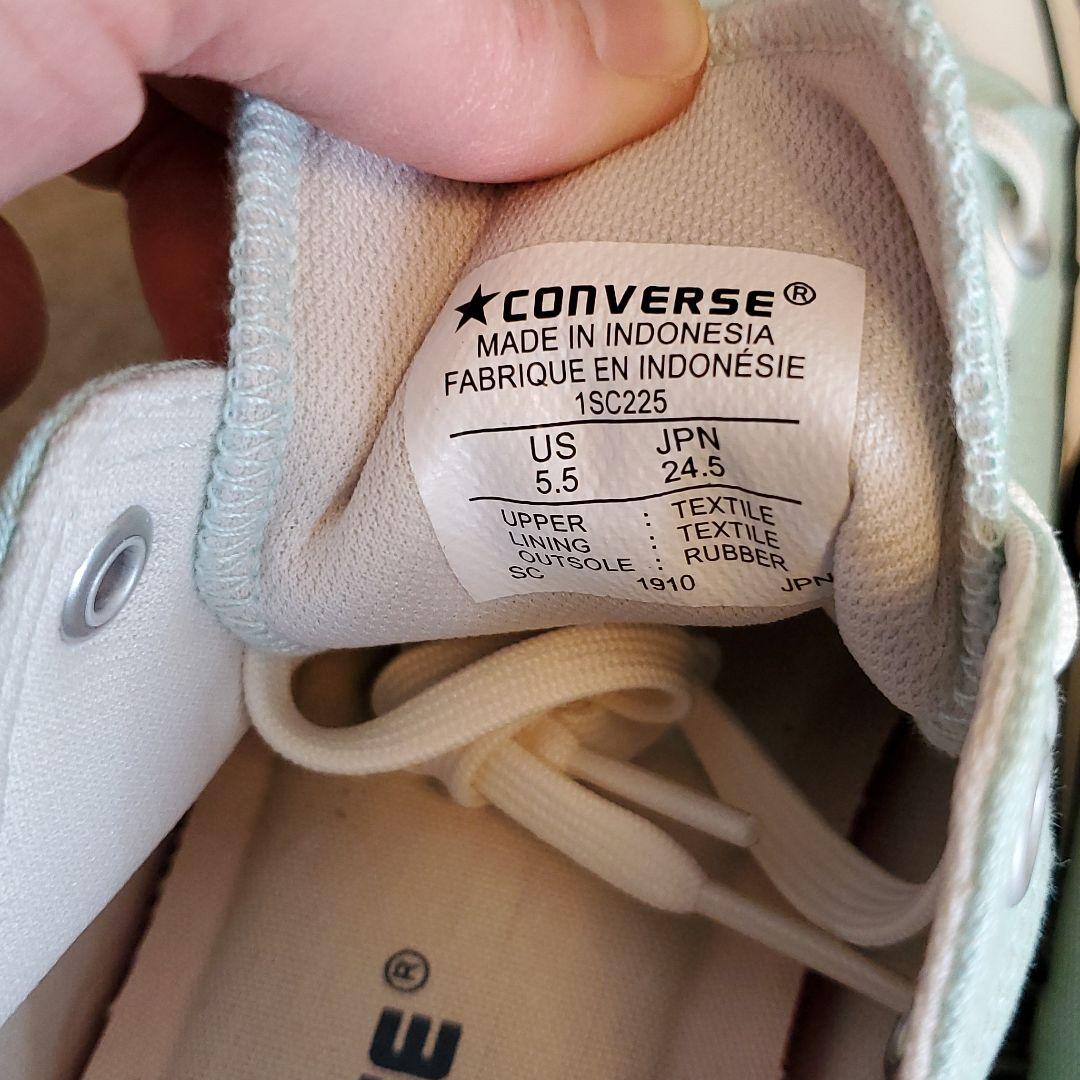 ★CONVERSE®
MADE IN INDONESIA
FABRIQUE EN INDONÉSIE
1SC225
US JPN
5.5 24.5
UPPER : TEXTILE
LINING : TEXTILE
OUTSOLE : RUBBER
SC 1910 JPN
E®